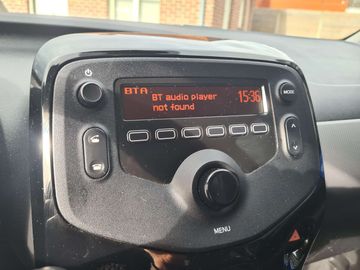 BTA
15:36
BT audio player
not found
MODE
MENU